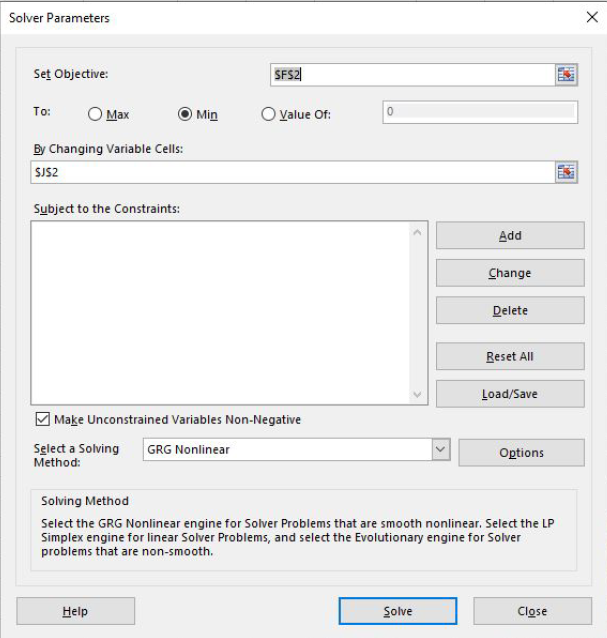 Solver Parameters
Set Objective:
$F$2
To:
Max
Min
Value Of:
0
By Changing Variable Cells:
$J$2
Subject to the Constraints:
Add
Change
Delete
Reset All
Load/Save
Make Unconstrained Variables Non-Negative
Select a Solving
Method:
GRG Nonlinear
Options
Solving Method
Select the GRG Nonlinear engine for Solver Problems that are smooth nonlinear. Select the LP
Simplex engine for linear Solver Problems, and select the Evolutionary engine for Solver
problems that are non-smooth.
Help
Solve
Close